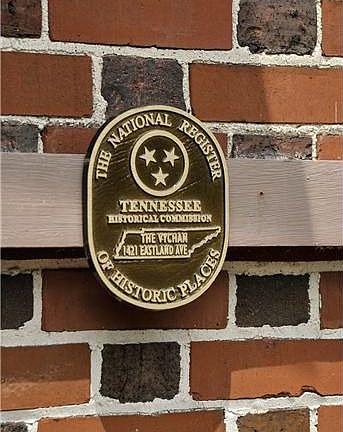 THE NATIONAL REGISTER
TENNESSEE
HISTORICAL COMMISSION
THE VYCHAN
1421 EASTLAND AVE
OF HISTORIC PLACES